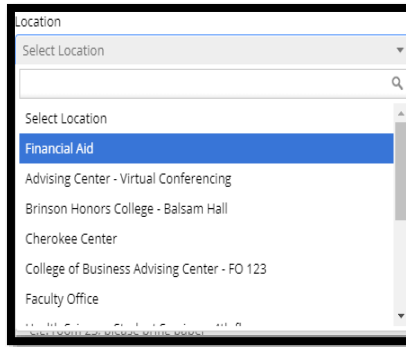 Location
Select Location
Select Location
Financial Aid
Advising Center - Virtual Conferencing
Brinson Honors College - Balsam Hall
Cherokee Center
College of Business Advising Center - FO 123
Faculty Office